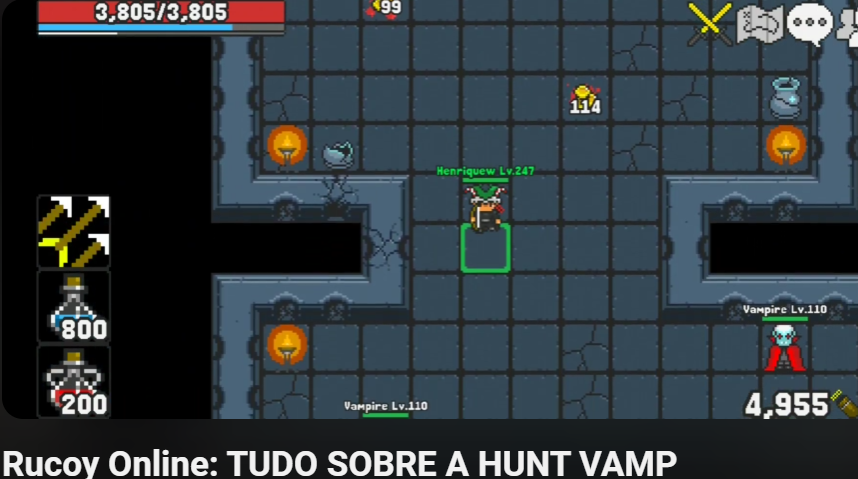 3,805/3,805
99
114
Henriquew Lv.247
800
200
Vampire Lv.110
Vampire Lv.110
4,955
Rucoy Online: TUDO SOBRE A HUNT VAMP